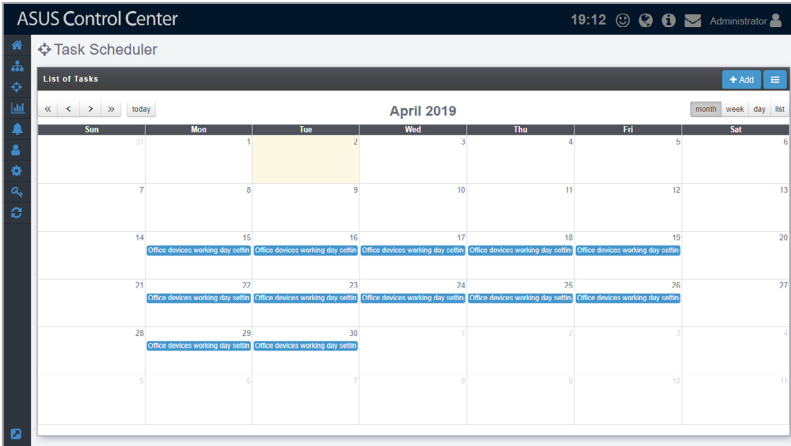 ASUS Control Center
19:12 Administrator
Task Scheduler
List of Tasks
+ Add
« < > » today April 2019 month week day list
Sun Mon Tue Wed Thu Fri Sat
31 1 2 3 4 5 6
7 8 9 10 11 12 13
14 15 16 17 18 19 20
Office devices working day settin Office devices working day settin Office devices working day settin Office devices working day settin Office devices working day settin
21 22 23 24 25 26 27
Office devices working day settin Office devices working day settin Office devices working day settin Office devices working day settin Office devices working day settin
28 29 30 1 2 3 4
Office devices working day settin Office devices working day settin
5 6 7 8 9 10 11